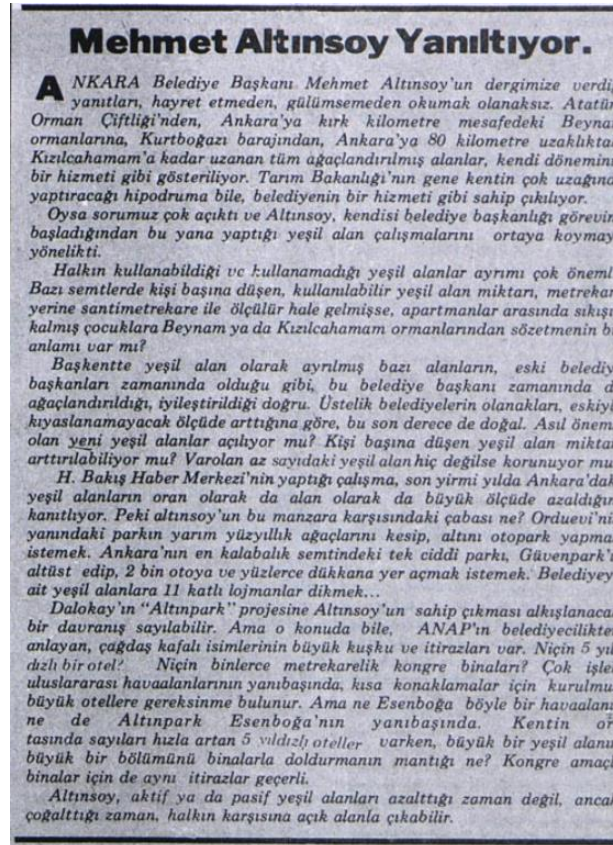 Mehmet Altınsoy Yanıltıyor.
ANKARA Belediye Başkanı Mehmet Altınsoy'un dergimize verdi
yanıtları, hayret etmeden, gülümsemeden okumak olanaksız. Atatü
Orman Çiftliği'nden, Ankara'ya kırk kilometre mesafedeki Beyna
ormanlarına, Kurtboğazı barajından, Ankara'ya 80 kilometre uzaklıkta
Kızılcahamam'a kadar uzanan tüm ağaçlandırılmış alanlar, kendi dönemin
bir hizmeti gibi gösteriliyor. Tarım Bakanlığı'nın gene kentin çok uzağına
yaptıracağı hipodruma bile, belediyenin bir hizmeti gibi sahip çıkılıyor.
Oysa sorumuz çok açıktı ve Altınsoy, kendisi belediye başkanlığı görevin
başladığından bu yana yaptığı yeşil alan çalışmalarını ortaya koymay
yönelikti.
Halkın kullanabildiği ve kullanamadığı yeşil alanlar ayrımı çok önem
Bazı semtlerde kişi başına düşen, kullanılabilir yeşil alan miktarı, metrekar
yerine santimetrekare ile ölçülür hale gelmişse, apartmanlar arasında sıkışı
kalmış çocuklara Beynam ya da Kızılcahamam ormanlarından sözetmenin b
anlamı var mı?
Başkentte yeşil alan olarak ayrılmış bazı alanların, eski belediy
başkanları zamanında olduğu gibi, bu belediye başkanı zamanında d
ağaçlandırıldığı, iyileştirildiği doğru. Üstelik belediyelerin olanakları, eskiyl
kıyaslanamayacak ölçüde arttığına göre, bu son derece de doğal. Asıl önem
olan yeni yeşil alanlar açılıyor mu? Kişi başına düşen yeşil alan miktar
arttırılabiliyor mu? Varolan az sayıdaki yeşil alan hiç değilse korunuyor mu
H. Bakış Haber Merkezi'nin yaptığı çalışma, son yirmi yılda Ankara'dak
yeşil alanların oran olarak da alan olarak da büyük ölçüde azaldığın
kanıtlıyor. Peki altınsoy'un bu manzara karşısındaki çabası ne? Orduevi'ni
yanındaki parkın yarım yüzyıllık ağaçlarını kesip, altını otopark yapma
istemek. Ankara'nın en kalabalık semtindeki tek ciddi parkı, Güvenpark'ı
altüst edip, 2 bin otoya ve yüzlerce dükkana yer açmak istemek. Belediyey
ait yeşil alanlara 11 katlı lojmanlar dikmek...
Dalokay'ın "Altınpark" projesine Altınsoy'un sahip çıkması alkışlanaca
bir davranış sayılabilir. Ama o konuda bile, ANAP'ın belediyecilikte
anlayan, çağdaş kafalı isimlerinin büyük kuşku ve itirazları var. Niçin 5 yıl
dızlı bir otel? Niçin binlerce metrekarelik kongre binaları? Çok işle
uluslararası havaalanlarının yanıbaşında, kısa konaklamalar için kurulmu
büyük otellere gereksinme bulunur. Ama ne Esenboğa böyle bir havaalanı
ne de Altınpark Esenboğa'nın yanıbaşında. Kentin or
tasında sayıları hızla artan 5 yıldızlı oteller varken, büyük bir yeşil alanı
büyük bir bölümünü binalarla doldurmanın mantığı ne? Kongre amaçl
binalar için de aynı itirazlar geçerli.
Altınsoy, aktif ya da pasif yeşil alanları azalttığı zaman değil, anca
çoğalttığı zaman, halkın karşısına açık alanla çıkabilir.